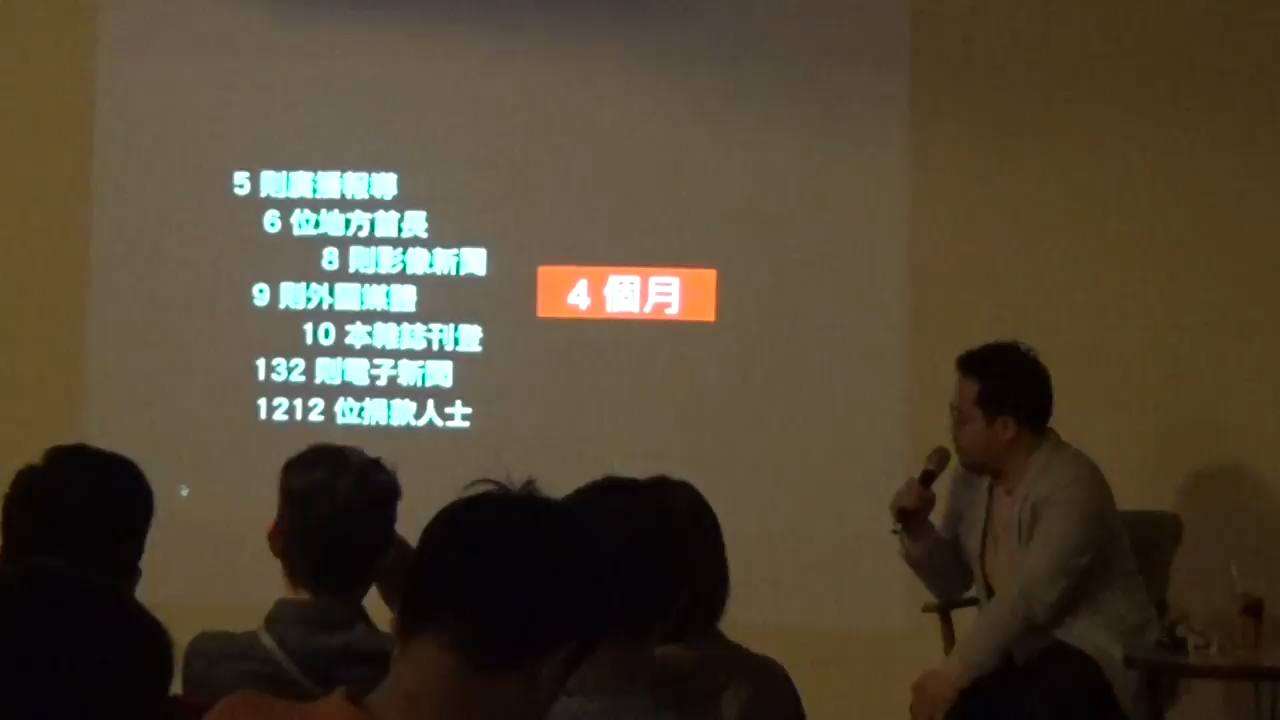 5 則廣播報導
6 位地方首長
8 則影像新聞
9 則外國媒體
10 本雜誌刊登
132 則電子新聞
1212 位捐款人士
4 個月